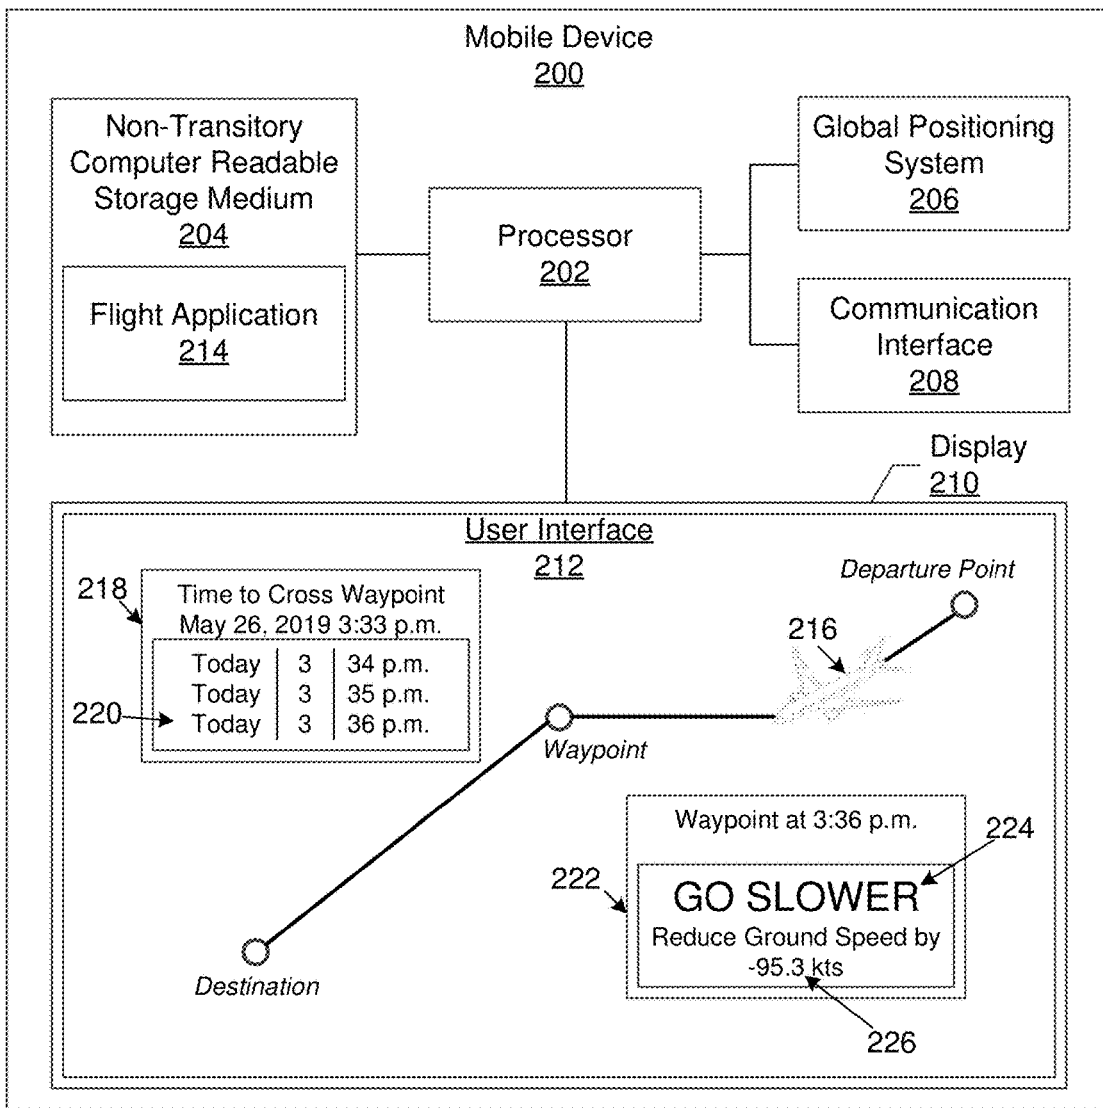 Mobile Device
200
Non-Transitory
Computer Readable
Storage Medium
204
Flight Application
214
Processor
202
Global Positioning
System
206
Communication
Interface
208
Display
210
User Interface
212
218
Time to Cross Waypoint
May 26, 2019 3:33 p.m.
Today 3 34 p.m.
Today 3 35 p.m.
220
Today 3 36 p.m.
Departure Point
216
Waypoint
Destination
Waypoint at 3:36 p.m.
224
222
GO SLOWER
Reduce Ground Speed by
-95.3 kts
226